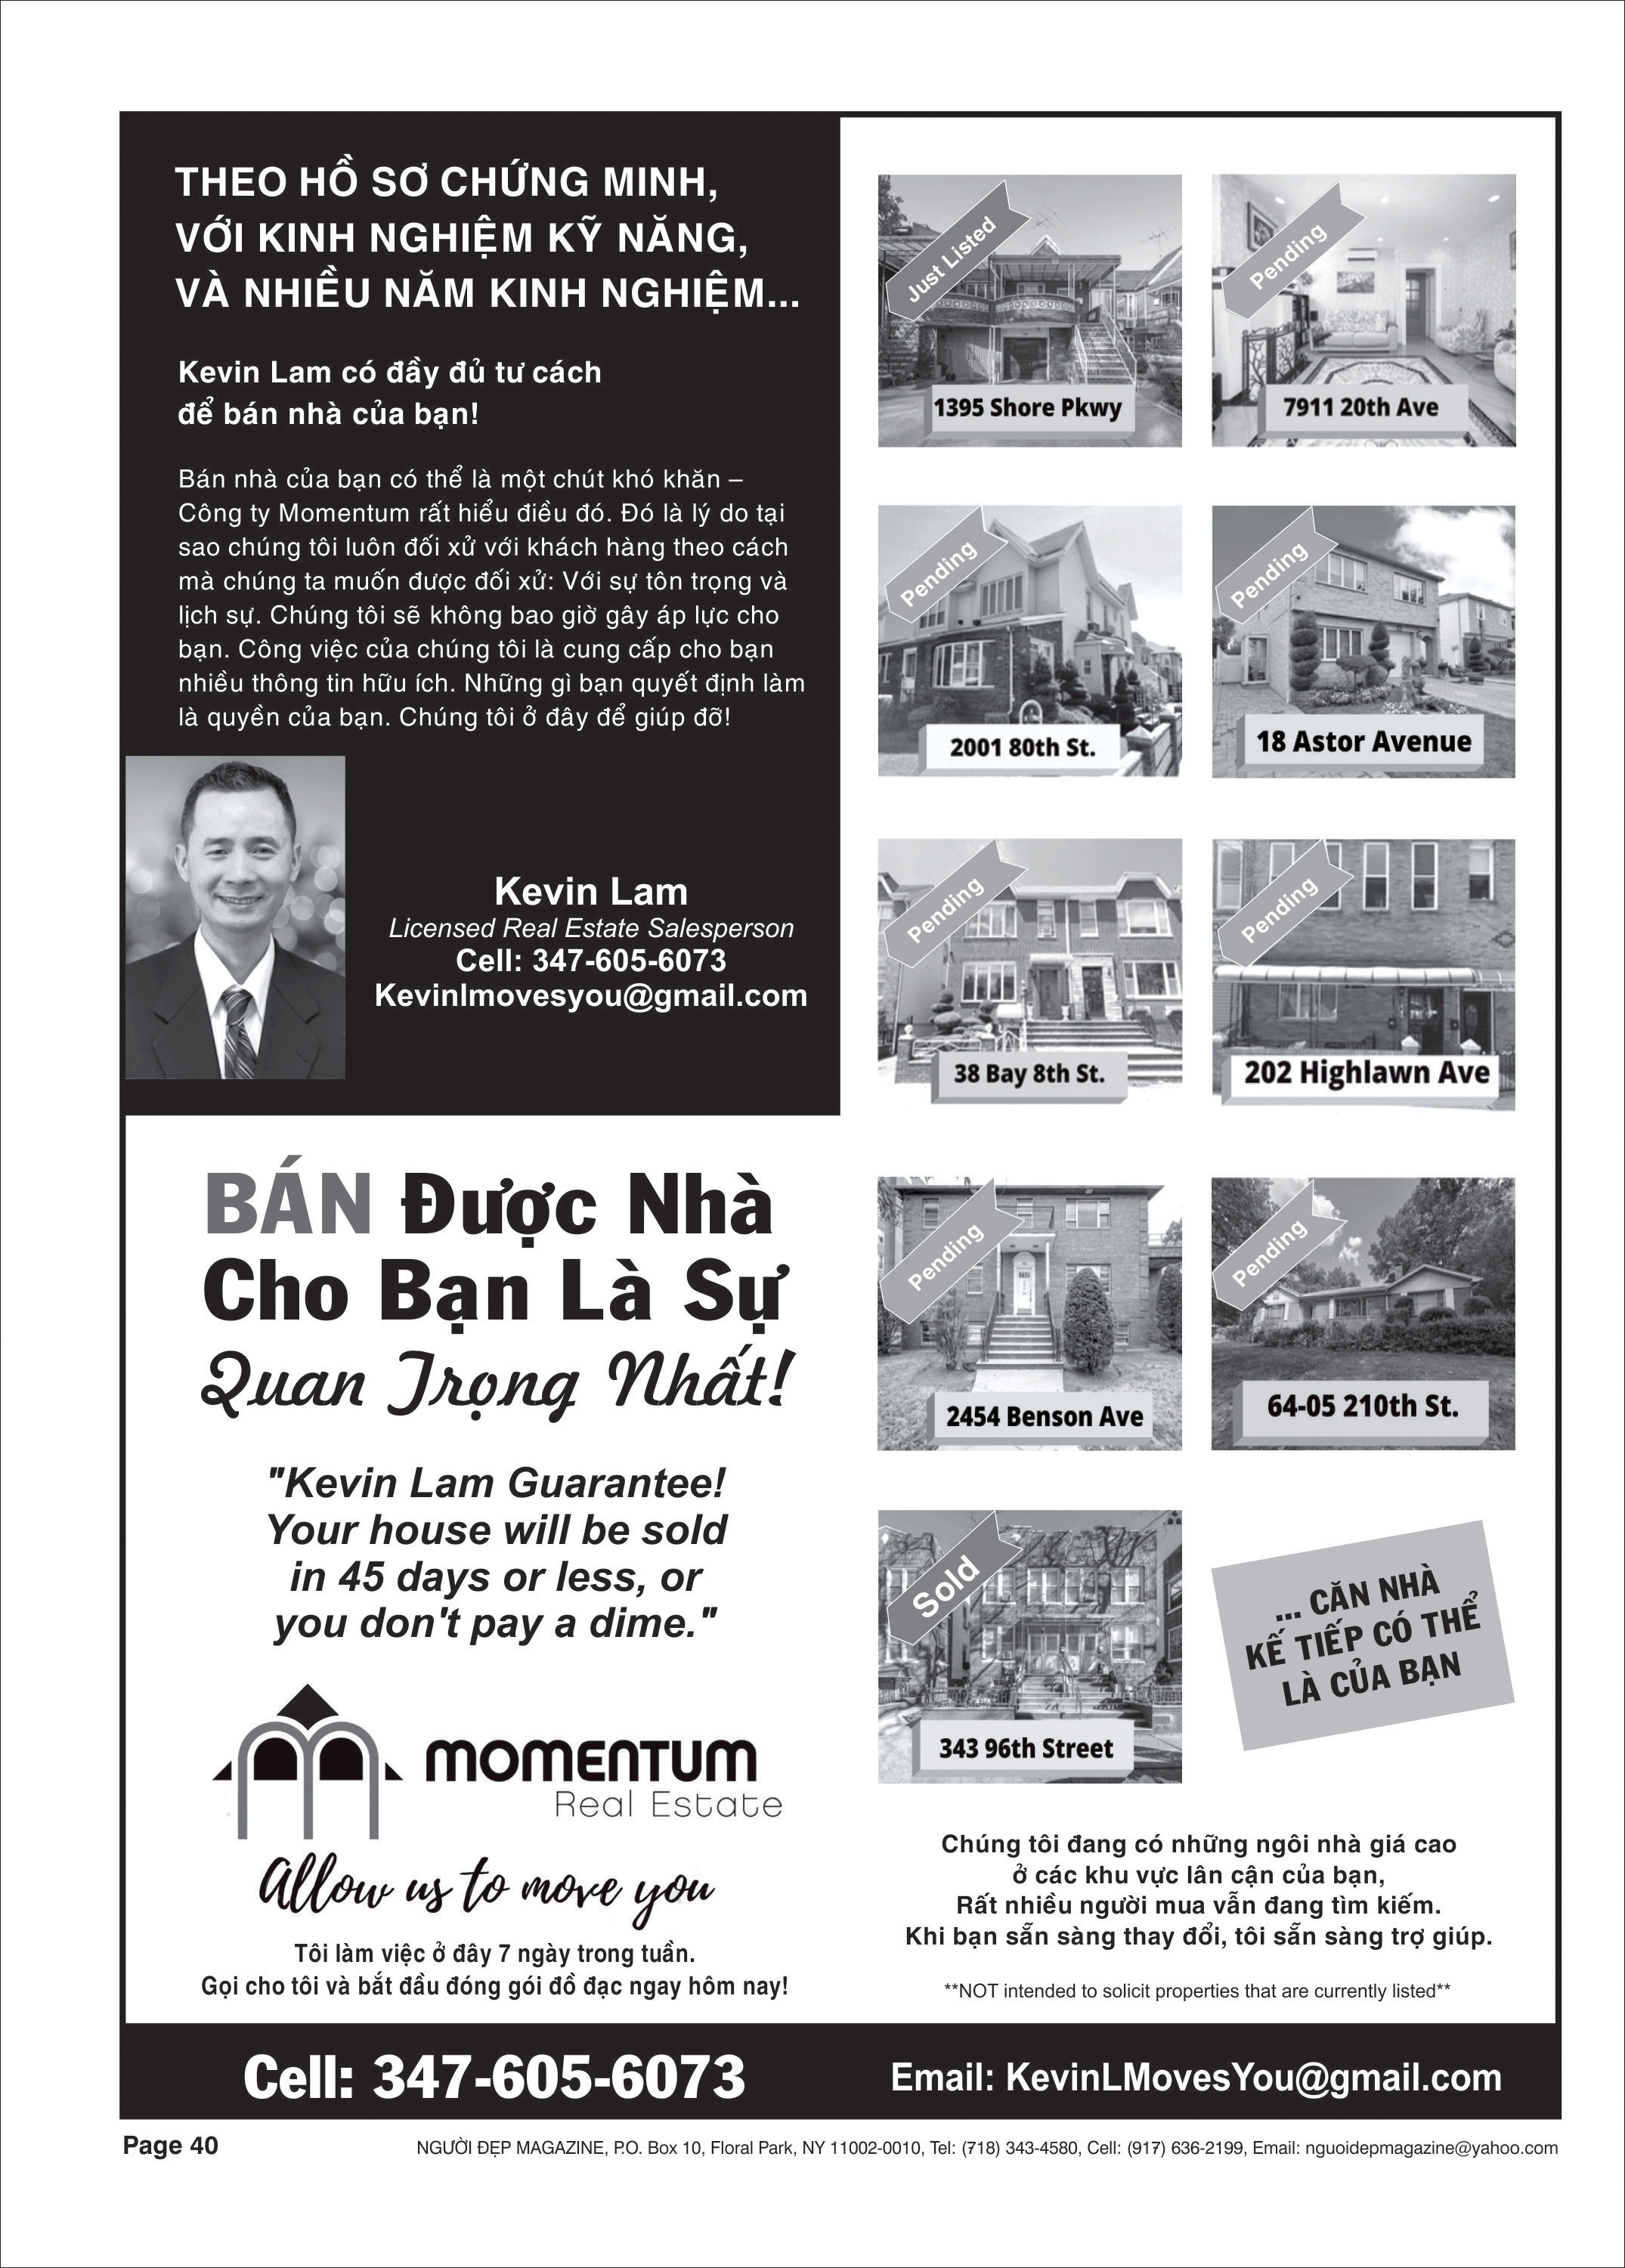 THEO HỒ SƠ CHỨNG MINH,
VỚI KINH NGHIỆM KỸ NĂNG,
VÀ NHIỀU NĂM KINH NGHIỆM...
Kevin Lam có đầy đủ tư cách
để bán nhà của bạn!
Bán nhà của bạn có thể là một chút khó khăn –
Công ty Momentum rất hiểu điều đó. Đó là lý do tại
sao chúng tôi luôn đối xử với khách hàng theo cách
mà chúng ta muốn được đối xử: Với sự tôn trọng và
lịch sự. Chúng tôi sẽ không bao giờ gây áp lực cho
bạn. Công việc của chúng tôi là cung cấp cho bạn
nhiều thông tin hữu ích. Những gì bạn quyết định làm
là quyền của bạn. Chúng tôi ở đây để giúp đỡ!
Kevin Lam
Licensed Real Estate Salesperson
Cell: 347-605-6073
Kevinlmovesyou@gmail.com
BÁN Được Nhà
Cho Bạn Là Sự
Quan Trọng Nhất!
"Kevin Lam Guarantee!
Your house will be sold
in 45 days or less, or
you don't pay a dime."
MOMENTUM
Real Estate
Allow us to move you
Tôi làm việc ở đây 7 ngày trong tuần.
Gọi cho tôi và bắt đầu đóng gói đồ đạc ngay hôm nay!
Just Listed
1395 Shore Pkwy
Pending
7911 20th Ave
Pending
2001 80th St.
Pending
18 Astor Avenue
Pending
38 Bay 8th St.
Pending
202 Highlawn Ave
Pending
2454 Benson Ave
Pending
64-05 210th St.
Sold
343 96th Street
... CĂN NHÀ
KẾ TIẾP CÓ THỂ
LÀ CỦA BẠN
Chúng tôi đang có những ngôi nhà giá cao
ở các khu vực lân cận của bạn,
Rất nhiều người mua vẫn đang tìm kiếm.
Khi bạn sẵn sàng thay đổi, tôi sẵn sàng trợ giúp.
**NOT intended to solicit properties that are currently listed**
Cell: 347-605-6073
Email: KevinLMovesYou@gmail.com
Page 40
NGƯỜI ĐẸP MAGAZINE, P.O. Box 10, Floral Park, NY 11002-0010, Tel: (718) 343-4580, Cell: (917) 636-2199, Email: nguoidepmagazine@yahoo.com